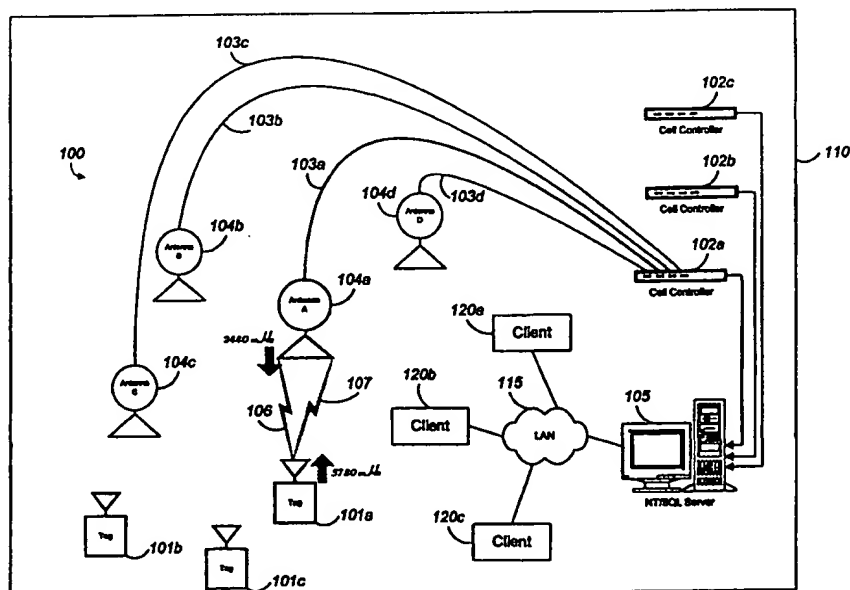 103c
102c
Cell Controller
103b
110
100
103a
102b
104d
103d
Cell Controller
Antenna
D
104b
102a
Antenna
B
104a
Cell Controller
Antenna
A
120a
Client
104c
107
120b
115
105
Antenna
106
Client
LAN
NT/SQL Server
Tag
101a
120c
Client
Tag
101b
Tag
101c